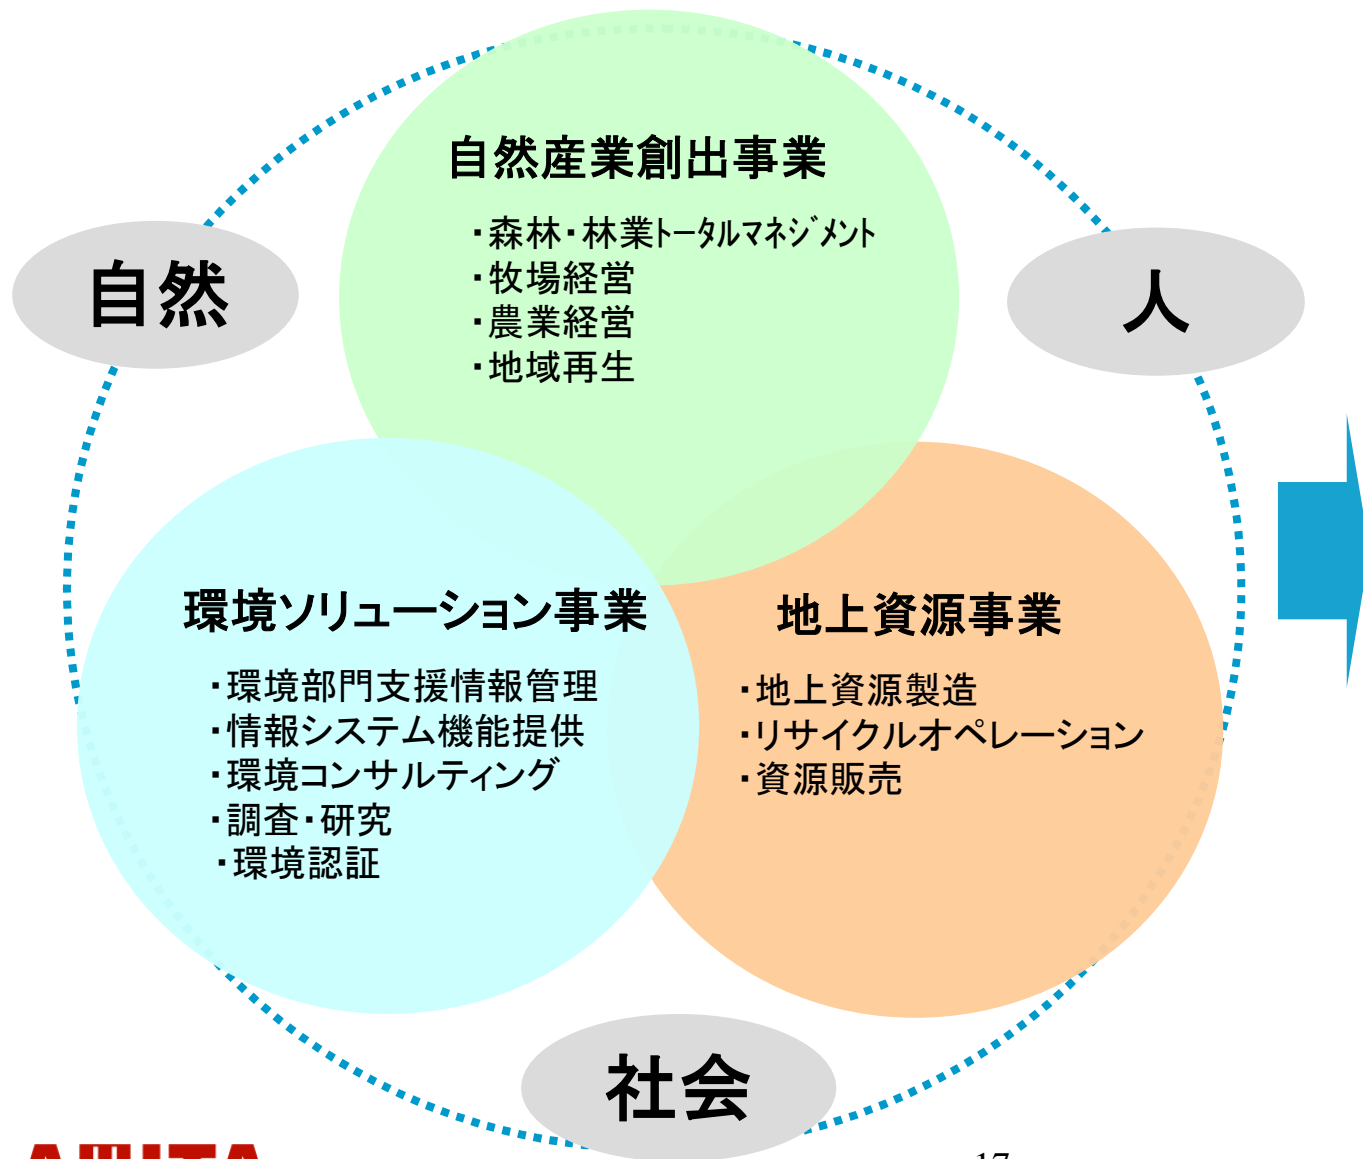 自然産業創出事業
・森林・林業ﾄｰﾀﾙﾏﾈｼﾞﾒﾝﾄ
・牧場経営
・農業経営
・地域再生
自然
人
環境ソリューション事業
・環境部門支援情報管理
・情報システム機能提供
・環境コンサルティング
・調査・研究
・環境認証
地上資源事業
・地上資源製造
・リサイクルオペレーション
・資源販売
社会